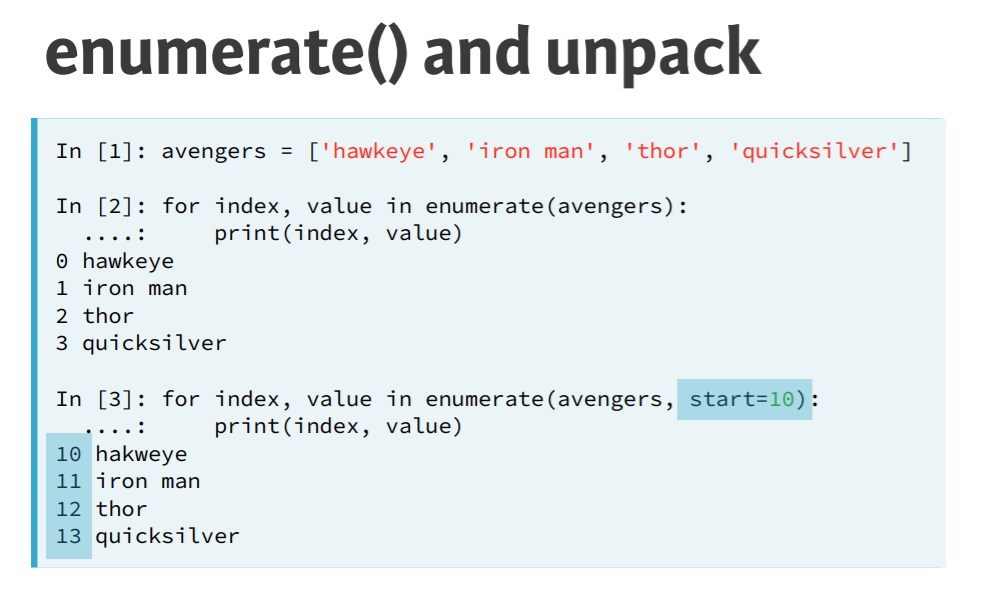 enumerate() and unpack
In [1]: avengers = ['hawkeye', 'iron man', 'thor', 'quicksilver']
In [2]: for index, value in enumerate(avengers):
....: print(index, value)
0 hawkeye
1 iron man
2 thor
3 quicksilver
In [3]: for index, value in enumerate(avengers, start=10):
....: print(index, value)
10 hakweye
11 iron man
12 thor
13 quicksilver